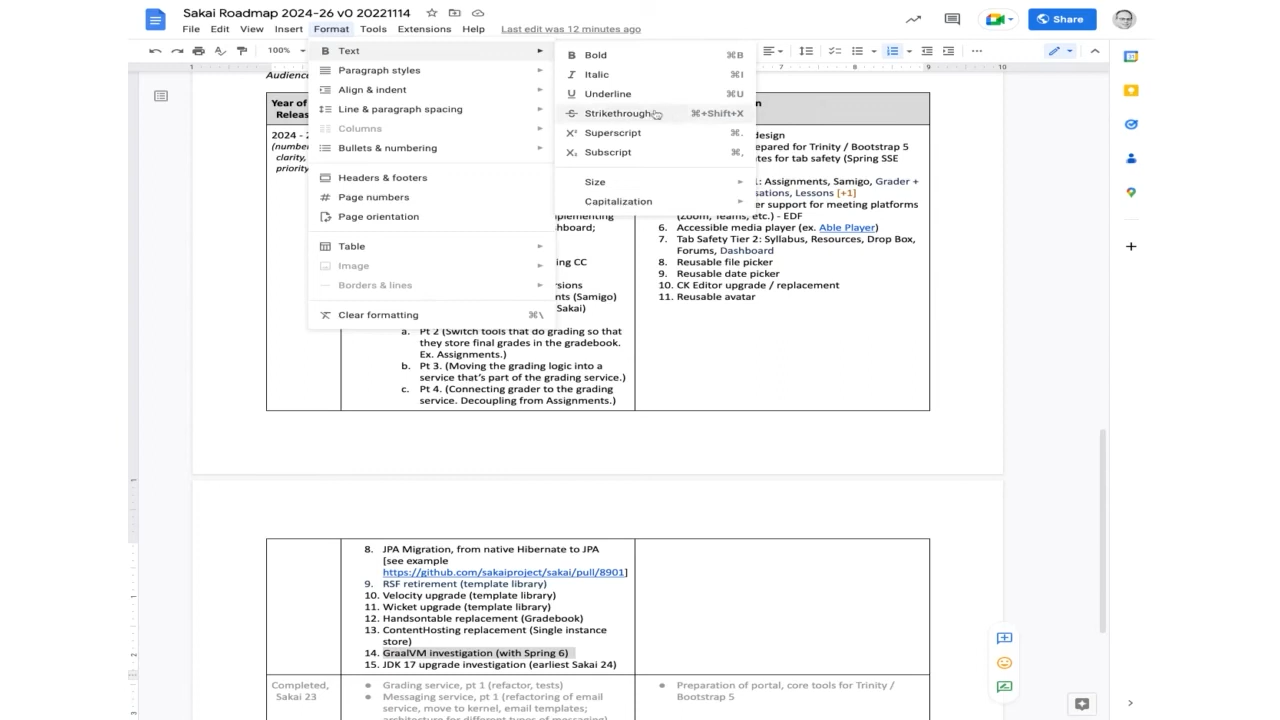 Sakai Roadmap 2024-26 v0 20221114
File Edit View Insert Format Tools Extensions Help Last edit was 12 minutes ago
Share
100%
1 7 8 9 10
Text
Paragraph styles
Align & indent
Line & paragraph spacing
Columns
Bullets & numbering
Headers & footers
Page numbers
Page orientation
Table
Image
Borders & lines
Clear formatting ⌘\
Bold ⌘B
Italic ⌘I
Underline ⌘U
Strikethrough ⌘+Shift+X
Superscript ⌘.
Subscript ⌘,
Size
Capitalization
Audience
Year of
Releas
2024 - 2
(number
clarity,
priority
plementing
hboard;
ing CC
rsions
nts (Samigo)
Sakai)
a. Pt 2 (Switch tools that do grading so that
they store final grades in the gradebook.
Ex. Assignments.)
b. Pt 3. (Moving the grading logic into a
service that's part of the grading service.)
c. Pt 4. (Connecting grader to the grading
service. Decoupling from Assignments.)
n
design
epared for Trinity / Bootstrap 5
tes for tab safety (Spring SSE
1: Assignments, Samigo, Grader +
sations, Lessons [+1]
er support for meeting platforms
(Zoom, Teams, etc.) - EDF
6. Accessible media player (ex. Able Player)
7. Tab Safety Tier 2: Syllabus, Resources, Drop Box,
Forums, Dashboard
8. Reusable file picker
9. Reusable date picker
10. CK Editor upgrade / replacement
11. Reusable avatar
8. JPA Migration, from native Hibernate to JPA
[see example
https://github.com/sakaiproject/sakai/pull/8901]
9. RSF retirement (template library)
10. Velocity upgrade (template library)
11. Wicket upgrade (template library)
12. Handsontable replacement (Gradebook)
13. ContentHosting replacement (Single instance
store)
14. GraalVM investigation (with Spring 6)
15. JDK 17 upgrade investigation (earliest Sakai 24)
Completed,
Sakai 23
● Grading service, pt 1 (refactor, tests)
● Messaging service, pt 1 (refactoring of email
service, move to kernel, email templates;
architecture for different types of messaging)
● Preparation of portal, core tools for Trinity /
Bootstrap 5